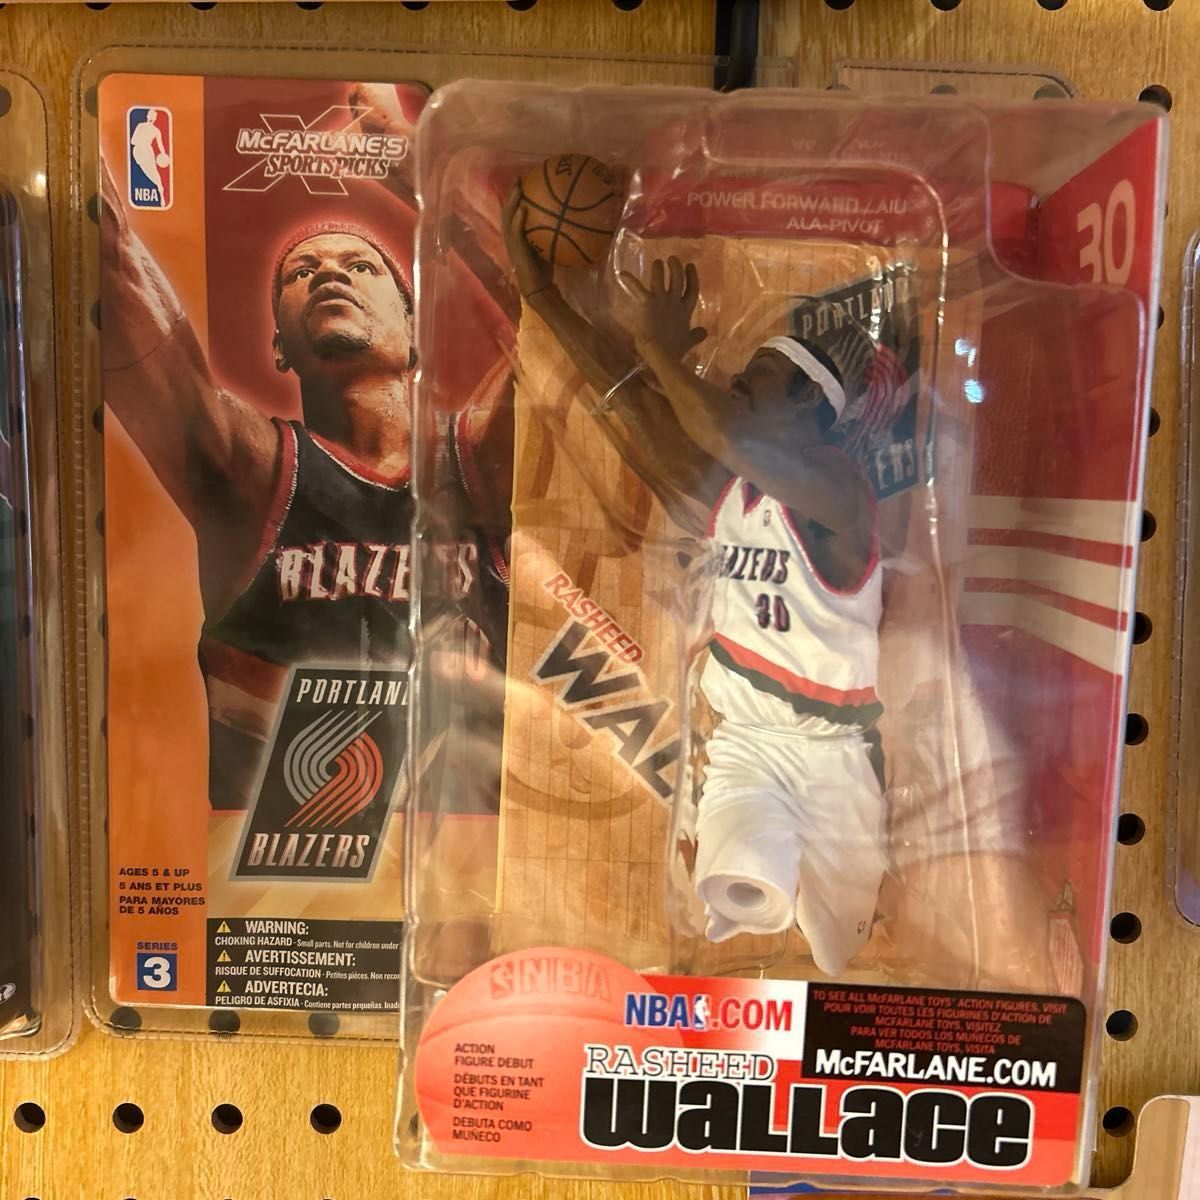 NBA
McFARLANE'S
SPORTSPICKS
BLAZERS
PORTLAND
BLAZERS
AGES 5 & UP
5 ANS ET PLUS
PARA MAYORES
DE 5 AÑOS
SERIES
3
WARNING:
CHOKING HAZARD - Small parts. Not for children under
AVERTISSEMENT:
RISQUE DE SUFFOCATION - Petites pièces. Non
ADVERTECIA:
PELIGRO DE ASFIXIA - Contiene partes pequeñas.
POWER FORWARD / AIL
ALA-PIVOT
30
PORTLAND
RASHEED
WAL
BLAZERS
30
NBA
NBA.COM
ACTION
FIGURE DEBUT
DÉBUTS EN TANT
QUE FIGURINE
D'ACTION
DEBUTA COMO
MUÑECO
TO SEE ALL McFARLANE TOYS' ACTION FIGURES, VISIT
POUR VOIR TOUTES LES FIGURINES D'ACTION DE
McFARLANE TOYS, VISITEZ
PARA VER TODOS LOS MUÑECOS DE
McFARLANE TOYS, VISITA
McFARLANE.COM
RASHEED
WALLACE